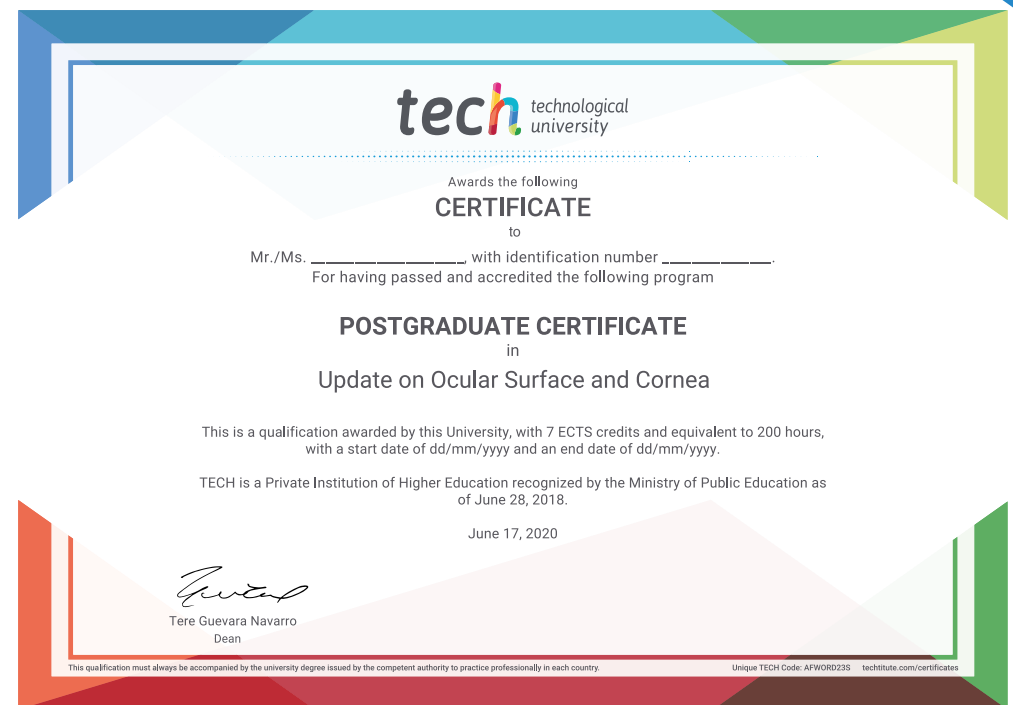 tech technological
university
Awards the following
CERTIFICATE
to
Mr./Ms. ____________________, with identification number ______________.
For having passed and accredited the following program
POSTGRADUATE CERTIFICATE
in
Update on Ocular Surface and Cornea
This is a qualification awarded by this University, with 7 ECTS credits and equivalent to 200 hours,
with a start date of dd/mm/yyyy and an end date of dd/mm/yyyy.
TECH is a Private Institution of Higher Education recognized by the Ministry of Public Education as
of June 28, 2018.
June 17, 2020
Tere Guevara Navarro
Dean
This qualification must always be accompanied by the university degree issued by the competent authority to practice professionally in each country.
Unique TECH Code: AFWORD23S techtitute.com/certificates